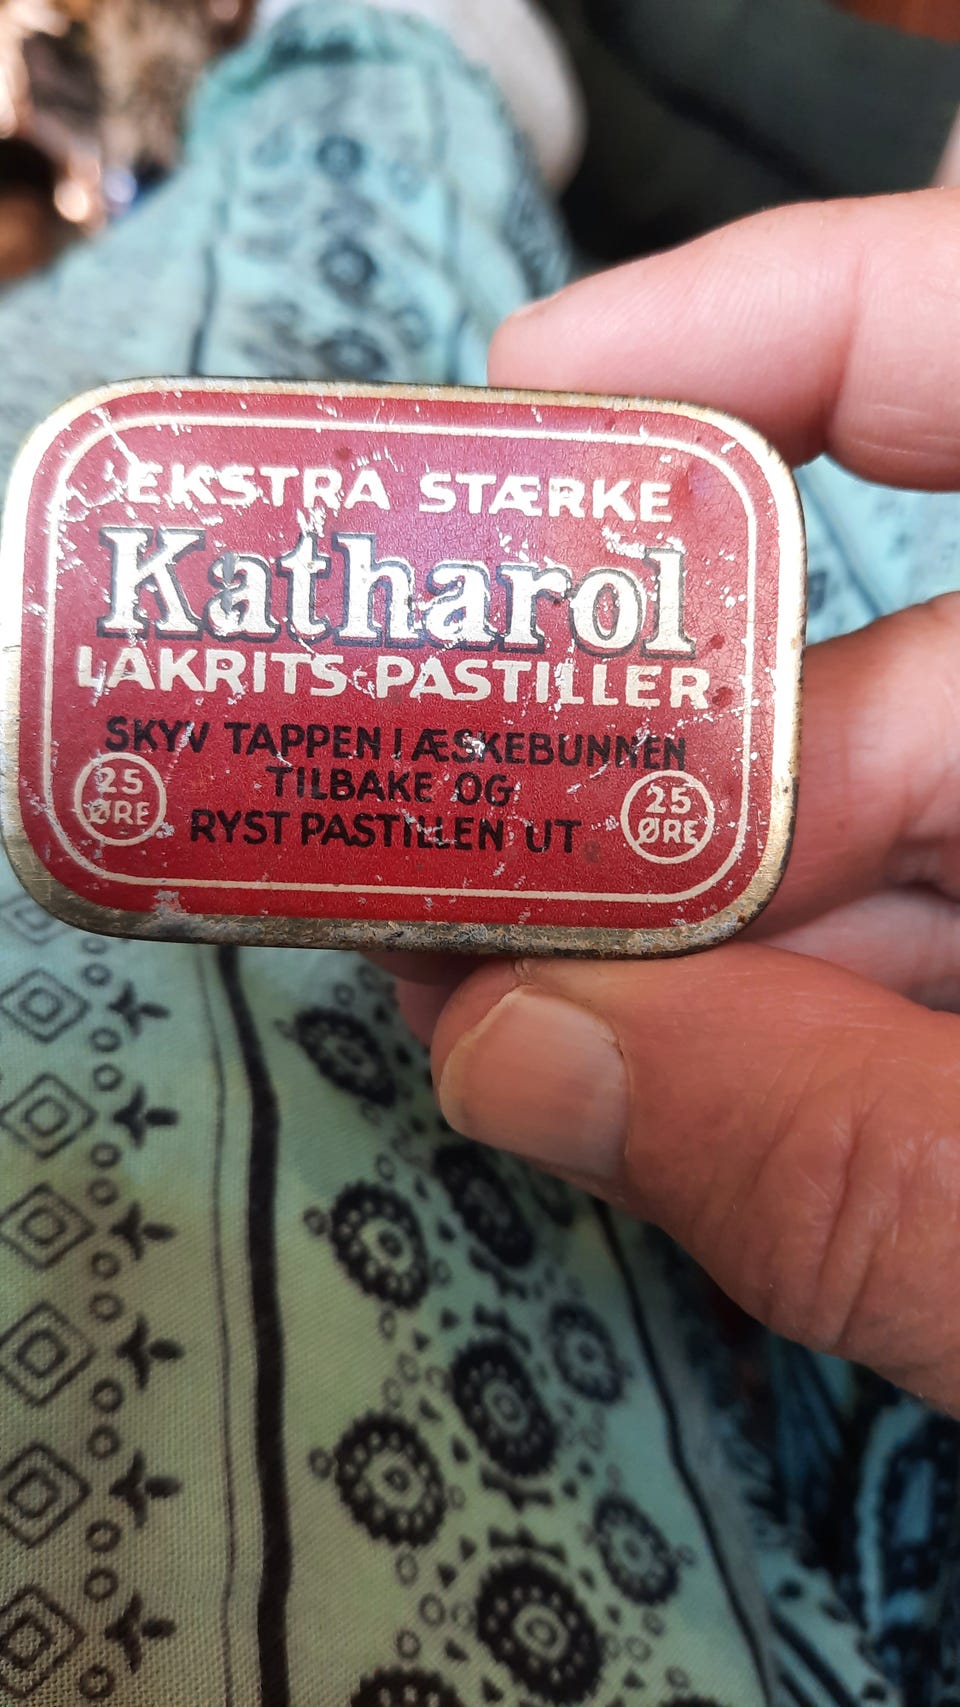 EKSTRA STÆRKE
Katharol
LAKRITS-PASTILLER
SKYV TAPPEN I ÆSKEBUNNEN
TILBAKE OG
RYST PASTILLEN UT
25
ØRE
25
ØRE